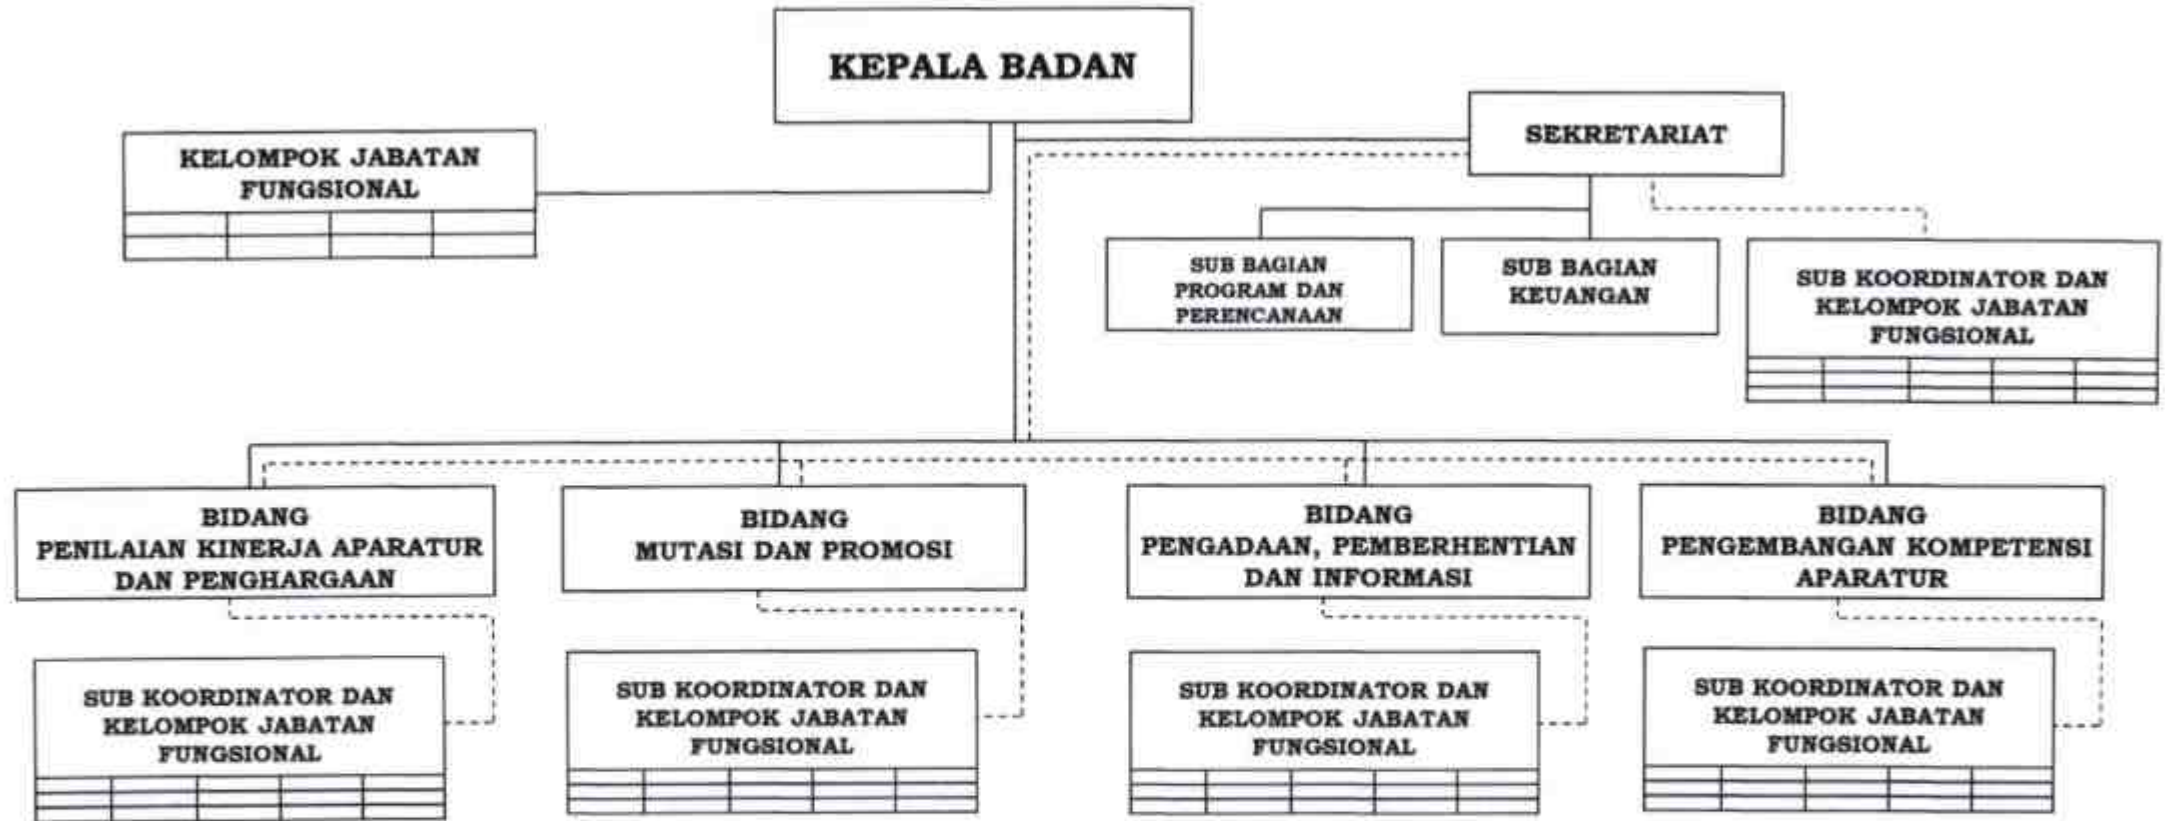 KEPALA BADAN
SEKRETARIAT
KELOMPOK JABATAN
FUNGSIONAL
SUB BAGIAN
PROGRAM DAN
PERENCANAAN
SUB BAGIAN
KEUANGAN
SUB KOORDINATOR DAN
KELOMPOK JABATAN
FUNGSIONAL
BIDANG
PENILAIAN KINERJA APARATUR
DAN PENGHARGAAN
BIDANG
MUTASI DAN PROMOSI
BIDANG
PENGADAAN, PEMBERHENTIAN
DAN INFORMASI
BIDANG
PENGEMBANGAN KOMPETENSI
APARATUR
SUB KOORDINATOR DAN
KELOMPOK JABATAN
FUNGSIONAL
SUB KOORDINATOR DAN
KELOMPOK JABATAN
FUNGSIONAL
SUB KOORDINATOR DAN
KELOMPOK JABATAN
FUNGSIONAL
SUB KOORDINATOR DAN
KELOMPOK JABATAN
FUNGSIONAL